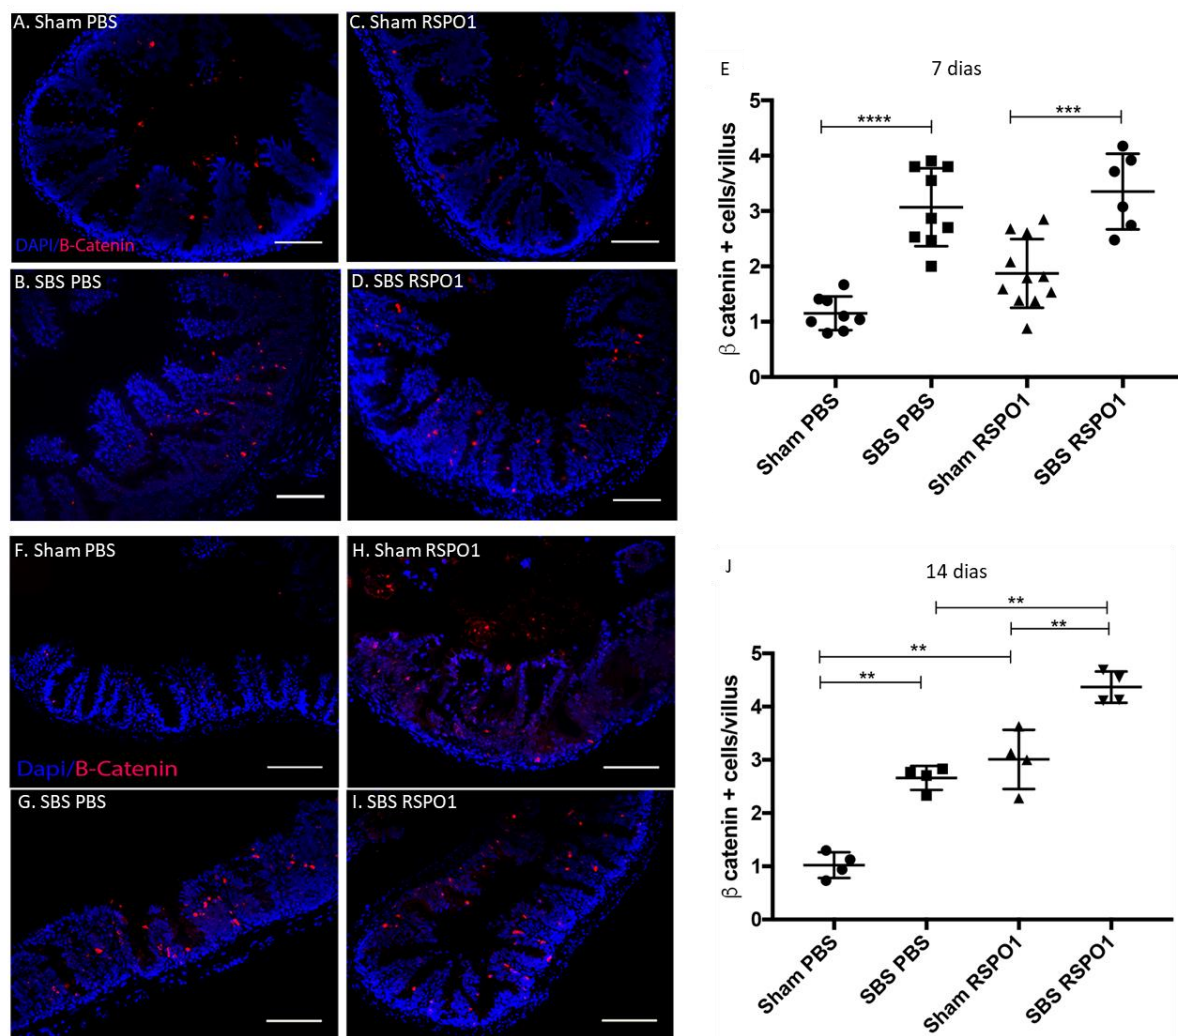 A. Sham PBS
C. Sham RSPO1
DAPI/B-Catenin
B. SBS PBS
D. SBS RSPO1
E
7 dias
****
***
β catenin + cells/villus
5
4
3
2
1
0
Sham PBS
SBS PBS
Sham RSPO1
SBS RSPO1
F. Sham PBS
H. Sham RSPO1
Dapi/B-Catenin
G. SBS PBS
I. SBS RSPO1
J
14 dias
**
**
**
**
β catenin + cells/villus
5
4
3
2
1
0
Sham PBS
SBS PBS
Sham RSPO1
SBS RSPO1